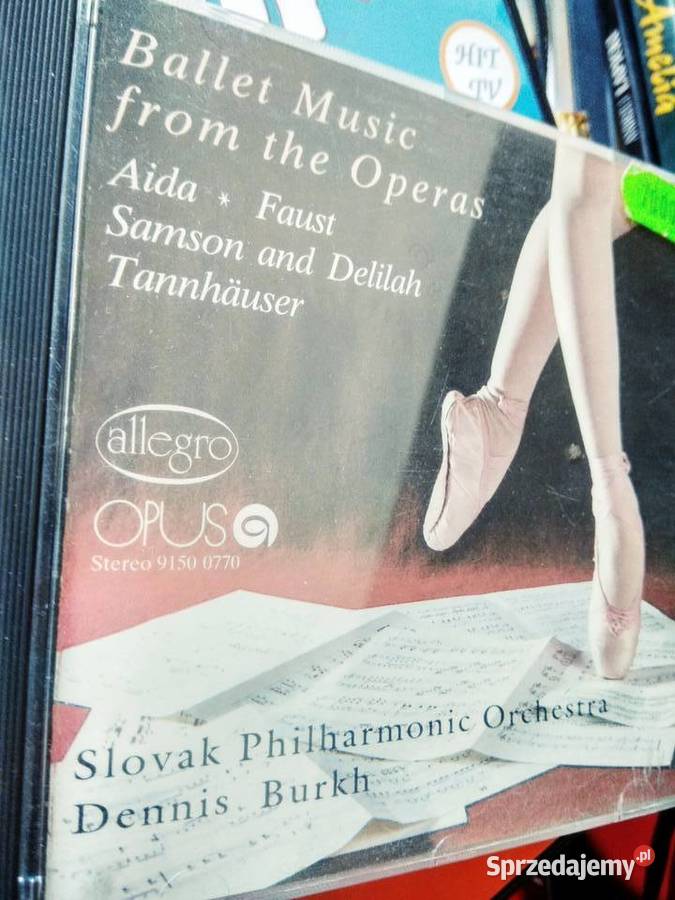 HIT
TV
Amelia
Ballet Music
from the Operas
Aida * Faust
Samson and Delilah
Tannhäuser
allegro
OPUS
Stereo 9150 0770
Slovak Philharmonic Orchestra
Dennis Burkh
Sprzedajemy.pl